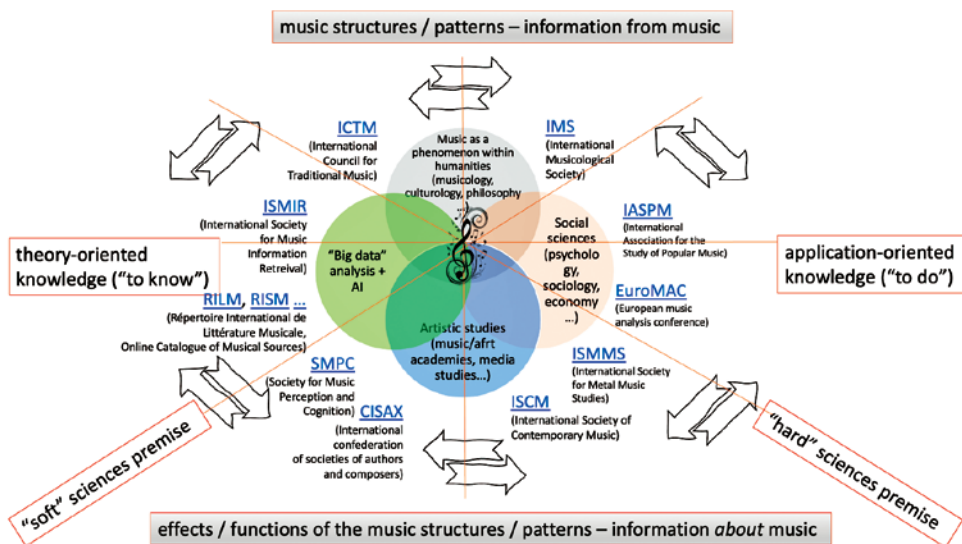 music structures / patterns – information from music
ICTM
(International
Council for
Traditional Music)
Music as a
phenomenon within
humanities
(musicology,
culturology, philosophy
IMS
(International
Musicological
Society)
ISMIR
(International Society
for Music
Information
Retreival)
"Big data"
analysis +
AI
Social
sciences
(psycholo
gy,
sociology,
economy
...)
IASPM
(International
Association for the
Study of Popular Music)
theory-oriented
knowledge ("to know")
application-oriented
knowledge ("to do")
RILM, RISM ...
(Répertoire International de
Littérature Musicale,
Online Catalogue of Musical Sources)
EuroMAC
(European music
analysis conference)
Artistic studies
(music/afrt
academies, media
studies...)
SMPC
(Society for Music
Perception and
Cognition)
ISMMS
(International Society
for Metal Music
Studies)
CISAX
(International
confederation
of societies of authors
and composers)
ISCM
(International Society of
Contemporary Music)
"soft" sciences premise
"hard" sciences premise
effects / functions of the music structures / patterns – information about music